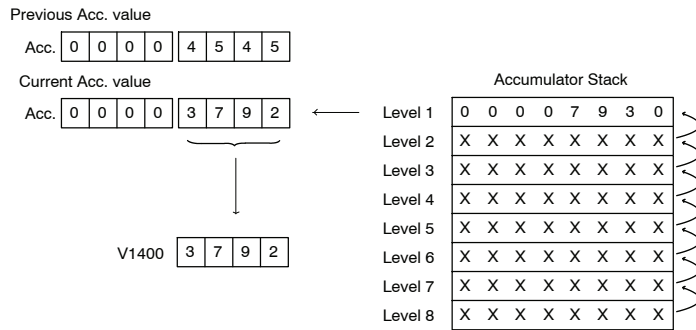 Previous Acc. value
Acc. 0 0 0 0 4 5 4 5
Current Acc. value
Acc. 0 0 0 0 3 7 9 2
V1400 3 7 9 2
Accumulator Stack
Level 1 0 0 0 0 7 9 3 0
Level 2 X X X X X X X X
Level 3 X X X X X X X X
Level 4 X X X X X X X X
Level 5 X X X X X X X X
Level 6 X X X X X X X X
Level 7 X X X X X X X X
Level 8 X X X X X X X X